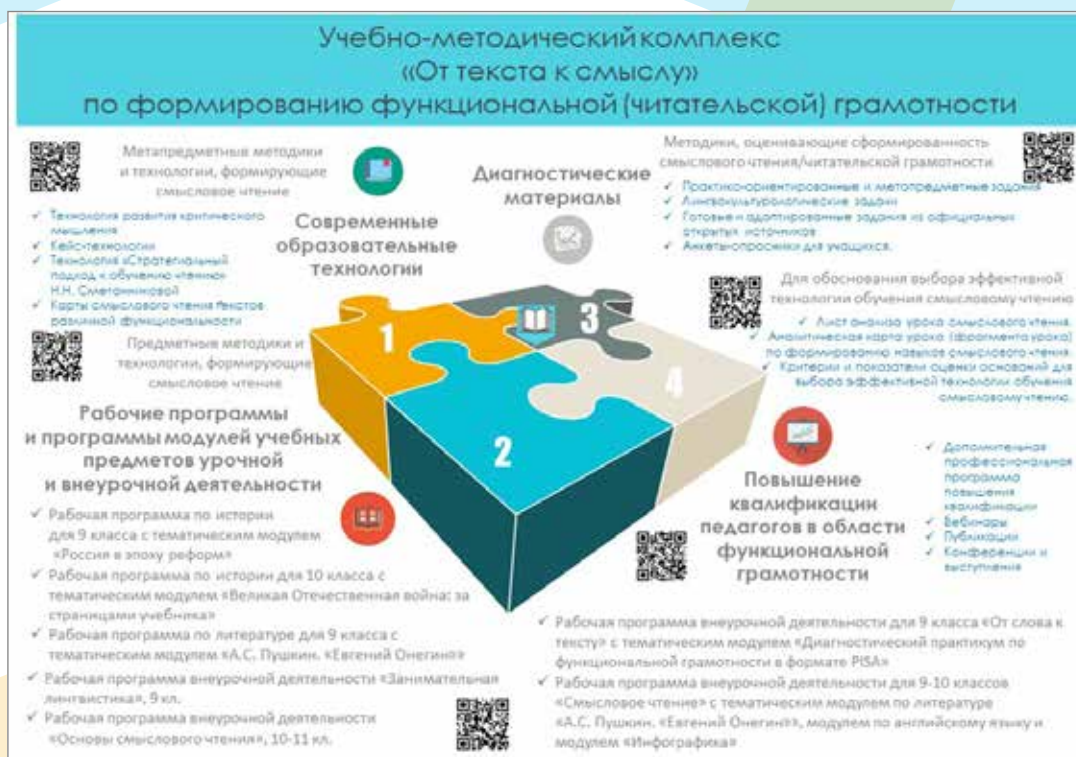 Учебно-методический комплекс
«От текста к смыслу»
по формированию функциональной (читательской) грамотности
Метапредметные методики
и технологии, формирующие
смысловое чтение
✓ Технология развития критического
мышления
✓ Кейс-технологии
✓ Технология «Стратегиальный
подход к обучению чтению»
Н.Н. Сметанниковой
✓ Карты смыслового чтения текстов
различной функциональности
Предметные методики и
технологии, формирующие
смысловое чтение
Современные
образовательные
технологии
Диагностические
материалы
Методики, оценивающие сформированность
смыслового чтения/читательской грамотности
✓ Практико-ориентированные и метопредметные задания
✓ Лингвокультурологические задачи
✓ Готовые и адаптированные задания из официальных
открытых источников
✓ Анкеты-опросники для учащихся.
Для обоснования выбора эффективной
технологии обучения смысловому чтению
✓ Лист анализа урока смыслового чтения.
✓ Аналитическая карта урока (фрагмента урока)
по формированию навыков смыслового чтения.
✓ Критерии и показатели оценки оснований для
выбора эффективной технологии обучения
смысловому чтению.
1
2
3
4
Рабочие программы
и программы модулей учебных
предметов урочной
и внеурочной деятельности
✓ Рабочая программа по истории
для 9 класса с тематическим модулем
«Россия в эпоху реформ»
✓ Рабочая программа по истории для 10 класса с
тематическим модулем «Великая Отечественная война: за
страницами учебника»
✓ Рабочая программа по литературе для 9 класса с
тематическим модулем «А.С. Пушкин. «Евгений Онегин»»
✓ Рабочая программа внеурочной деятельности «Занимательная
лингвистика», 9 кл.
✓ Рабочая программа внеурочной деятельности
«Основы смыслового чтения», 10-11 кл.
Повышение
квалификации
педагогов в области
функциональной
грамотности
✓ Дополнительная
профессиональная
программа
повышения
квалификации
✓ Вебинары
✓ Публикации
✓ Конференции и
выступления
✓ Рабочая программа внеурочной деятельности для 9 класса «От слова к
тексту» с тематическим модулем «Диагностический практикум по
функциональной грамотности в формате PISA»
✓ Рабочая программа внеурочной деятельности для 9-10 классов
«Смысловое чтение» с тематическим модулем по литературе
«А.С. Пушкин. «Евгений Онегин»», модулем по английскому языку и
модулем «Инфографика»